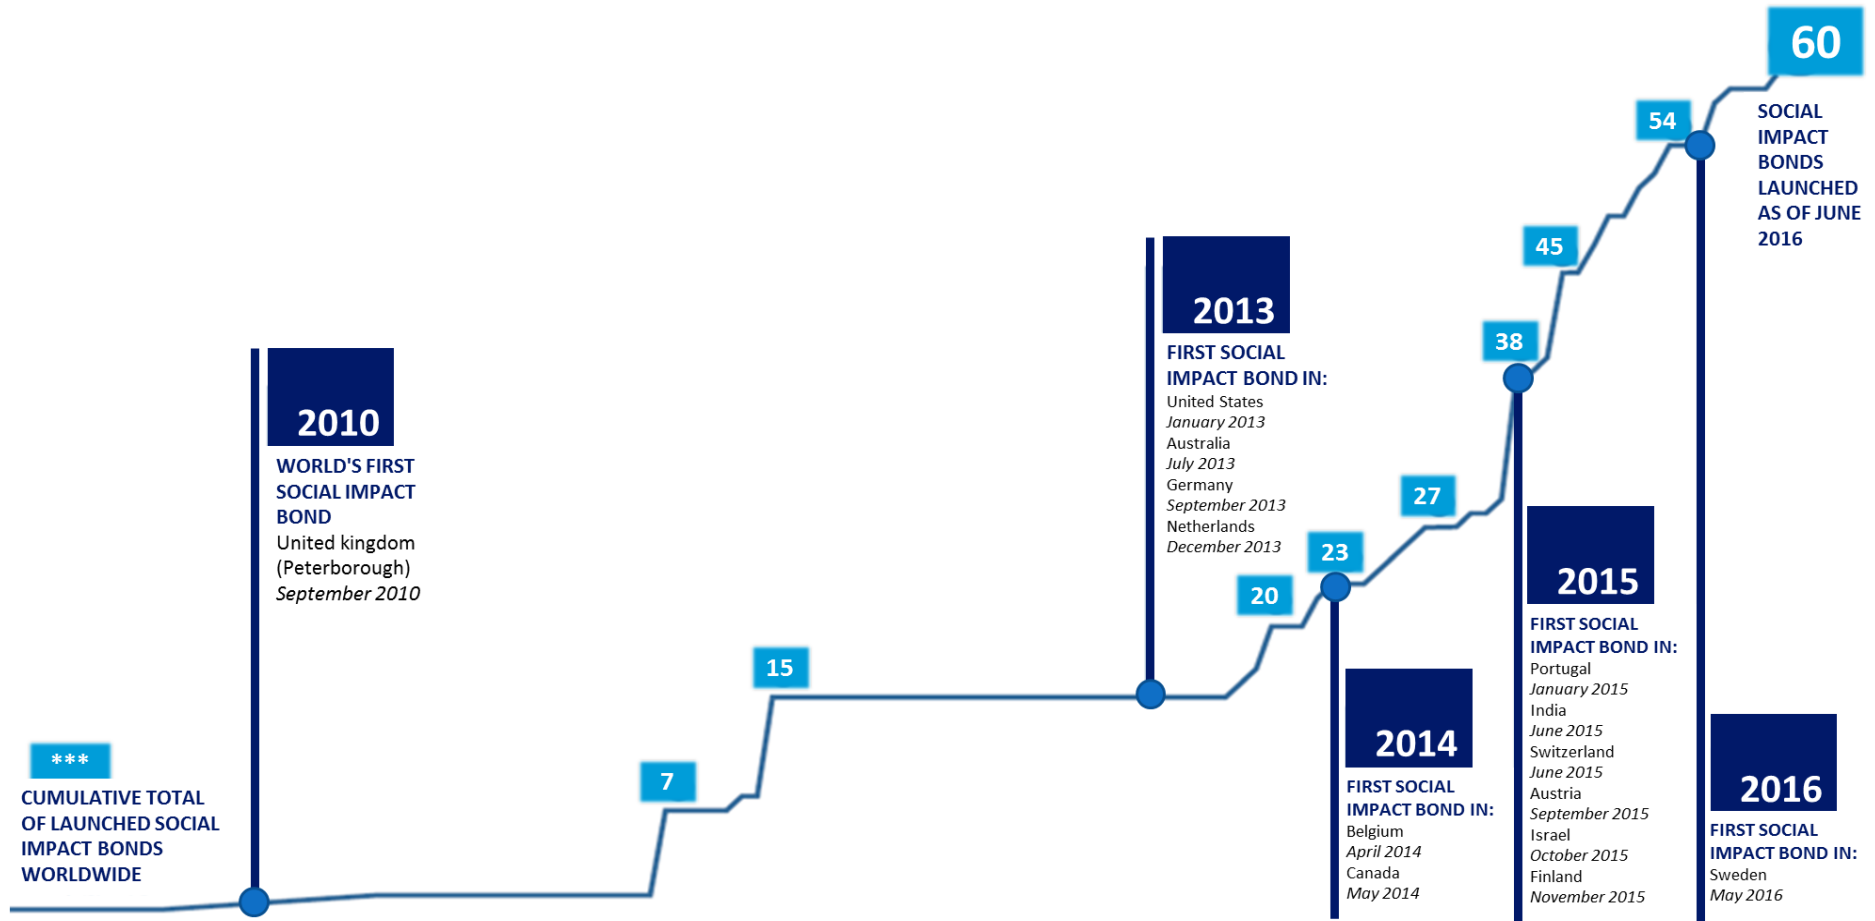 ***
CUMULATIVE TOTAL
OF LAUNCHED SOCIAL
IMPACT BONDS
WORLDWIDE
2010
WORLD'S FIRST
SOCIAL IMPACT
BOND
United kingdom
(Peterborough)
September 2010
7
15
2013
FIRST SOCIAL
IMPACT BOND IN:
United States
January 2013
Australia
July 2013
Germany
September 2013
Netherlands
December 2013
20
23
2014
FIRST SOCIAL
IMPACT BOND IN:
Belgium
April 2014
Canada
May 2014
27
38
2015
FIRST SOCIAL
IMPACT BOND IN:
Portugal
January 2015
India
June 2015
Switzerland
June 2015
Austria
September 2015
Israel
October 2015
Finland
November 2015
45
54
2016
FIRST SOCIAL
IMPACT BOND IN:
Sweden
May 2016
60
SOCIAL
IMPACT
BONDS
LAUNCHED
AS OF JUNE
2016